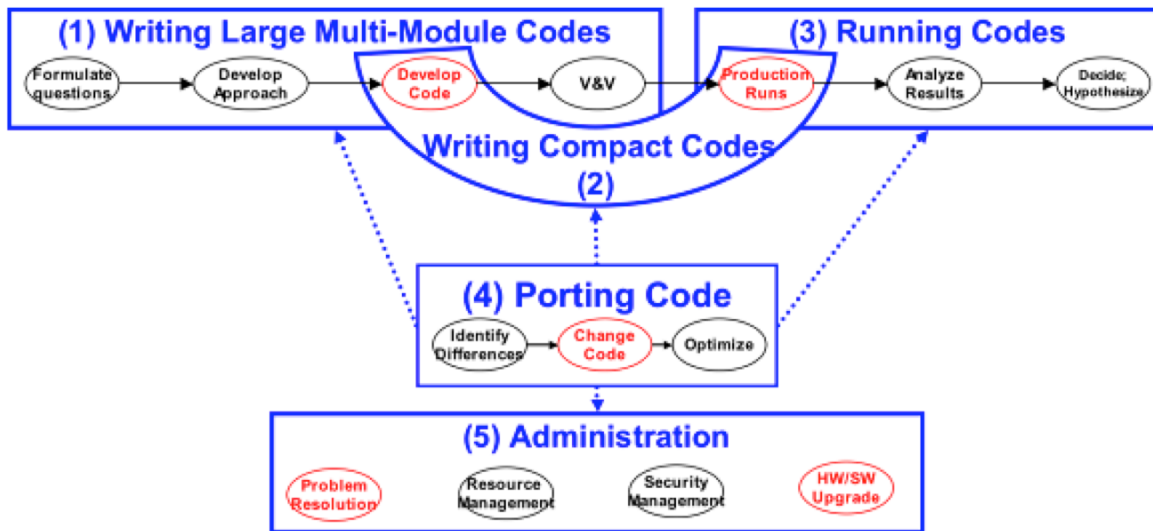 (1) Writing Large Multi-Module Codes
(3) Running Codes
Formulate
questions
Develop
Approach
Develop
Code
V&V
Production
Runs
Analyze
Results
Decide;
Hypothesize
Writing Compact Codes
(2)
(4) Porting Code
Identify
Differences
Change
Code
Optimize
(5) Administration
Problem
Resolution
Resource
Management
Security
Management
HW/SW
Upgrade